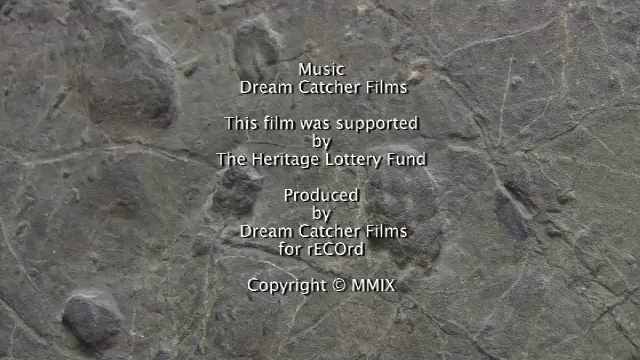 Music
Dream Catcher Films
This film was supported
by
The Heritage Lottery Fund
Produced
by
Dream Catcher Films
for rECOrd
Copyright © MMIX